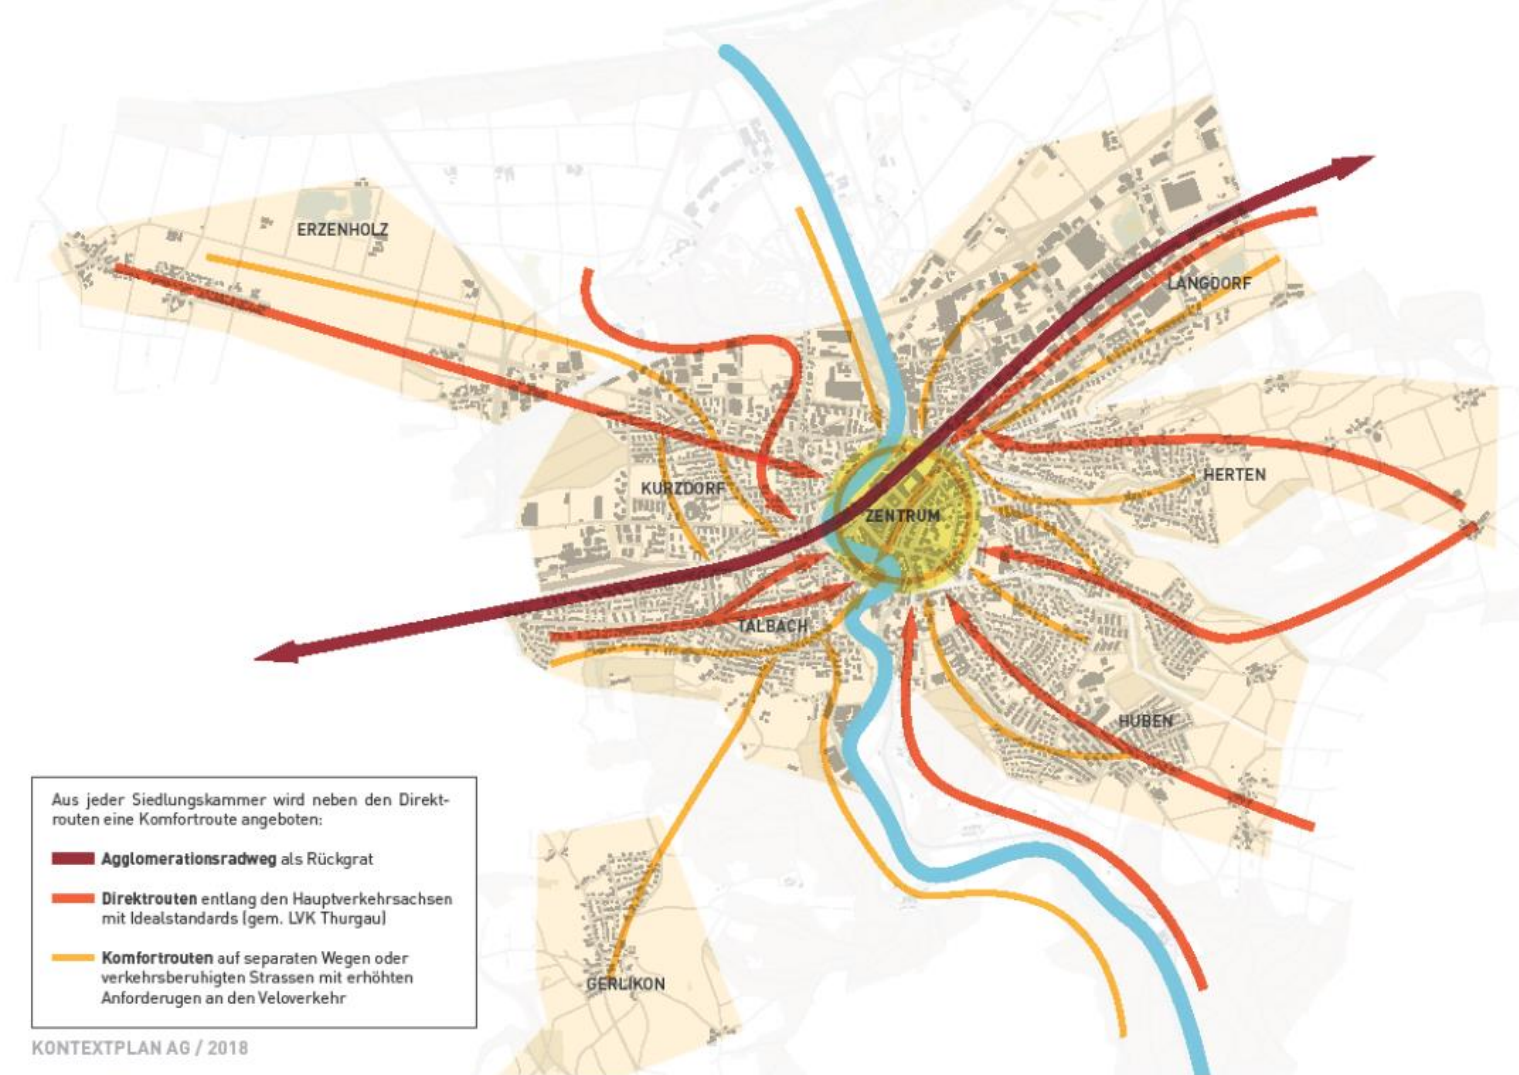 ERZENHOLZ
LANGDORF
HERTEN
KURZDORF
ZENTRUM
TALBACH
HUBEN
GERLIKON
Aus jeder Siedlungskammer wird neben den Direkt-
routen eine Komfortroute angeboten:
Agglomerationsradweg als Rückgrat
Direktrouten entlang den Hauptverkehrsachsen
mit Idealstandards (gem. LVK Thurgau)
Komfortrouten auf separaten Wegen oder
verkehrsberuhigten Strassen mit erhöhten
Anforderugen an den Veloverkehr
KONTEXTPLAN AG / 2018